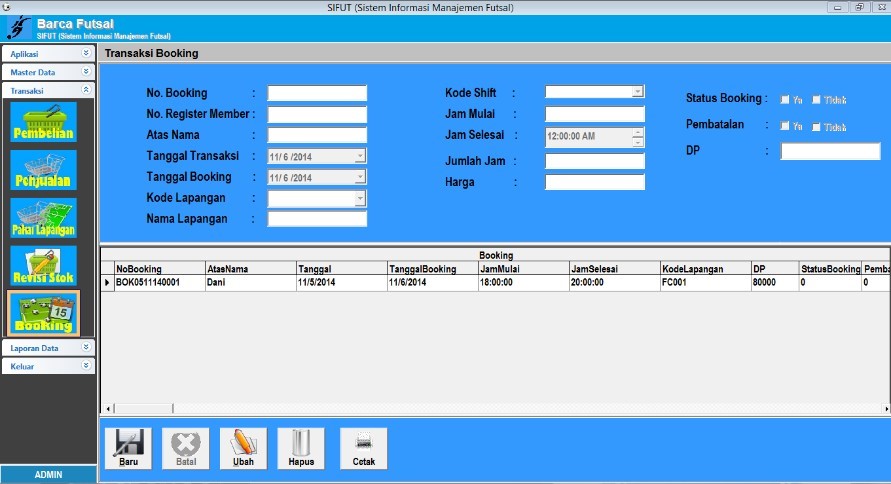 SIFUT (Sistem Informasi Manajemen Futsal)
Barca Futsal
SIFUT (Sistem Informasi Manajemen Futsal)
Aplikasi
Master Data
Transaksi
Pembelian
Penjualan
Pakai Lapangan
Revisi Stok
15
Booking
Laporan Data
Keluar
ADMIN
Transaksi Booking
No. Booking :
No. Register Member :
Atas Nama :
Tanggal Transaksi : 11/ 6 /2014
Tanggal Booking : 11/ 6 /2014
Kode Lapangan :
Nama Lapangan :
Kode Shift :
Jam Mulai :
Jam Selesai : 12:00:00 AM
Jumlah Jam :
Harga :
Status Booking : Ya Tidak
Pembatalan : Ya Tidak
DP :
Booking
NoBooking AtasNama Tanggal TanggalBooking JamMulai JamSelesai KodeLapangan DP StatusBooking Pemba
BOK0511140001 Dani 11/5/2014 11/6/2014 18:00:00 20:00:00 FC001 80000 0 0
Baru Batal Ubah Hapus Cetak